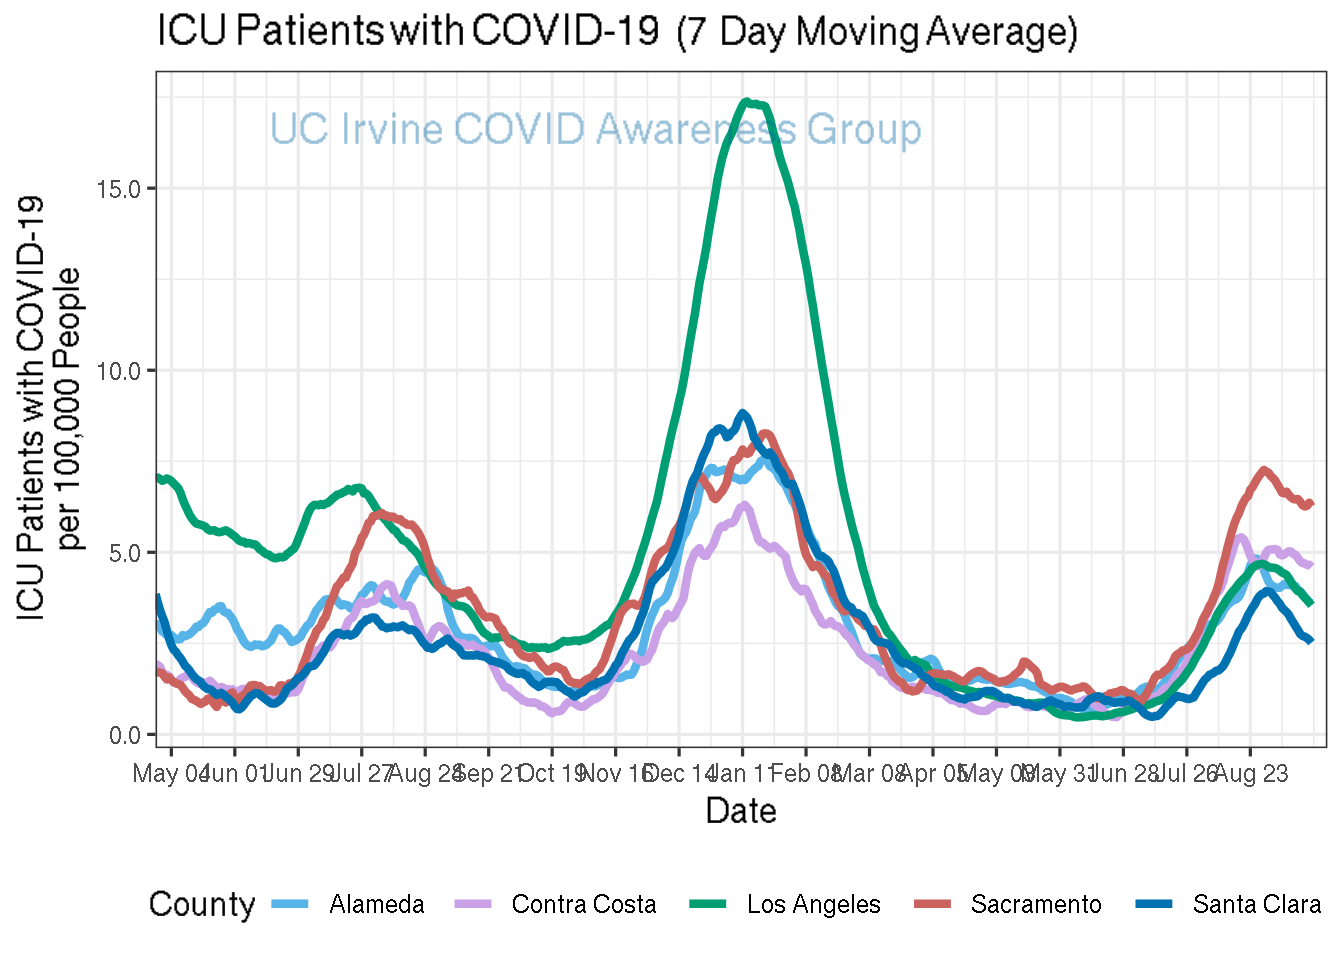 ICU Patients with COVID-19 (7 Day Moving Average)
UC Irvine COVID Awareness Group
ICU Patients with COVID-19
per 100,000 People
15.0
10.0
5.0
0.0
May 04 Jun 01 Jun 29 Jul 27 Aug 24 Sep 21 Oct 19 Nov 16 Dec 14 Jan 11 Feb 08 Mar 08 Apr 05 May 03 May 31 Jun 28 Jul 26 Aug 23
Date
County Alameda Contra Costa Los Angeles Sacramento Santa Clara